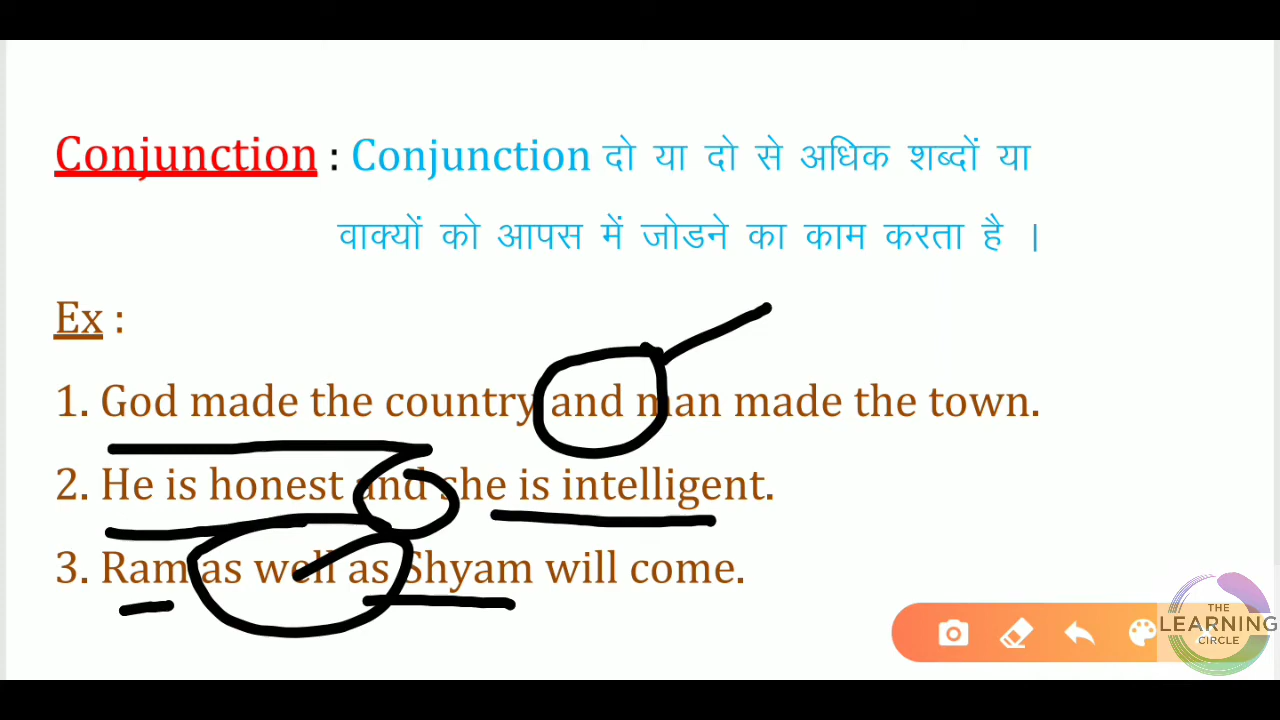 Conjunction : Conjunction दो या दो से अधिक शब्दों या
वाक्यों को आपस में जोडने का काम करता है ।
Ex :
1. God made the country and man made the town.
2. He is honest and she is intelligent.
3. Ram as well as Shyam will come.
THE
LEARNING
CIRCLE